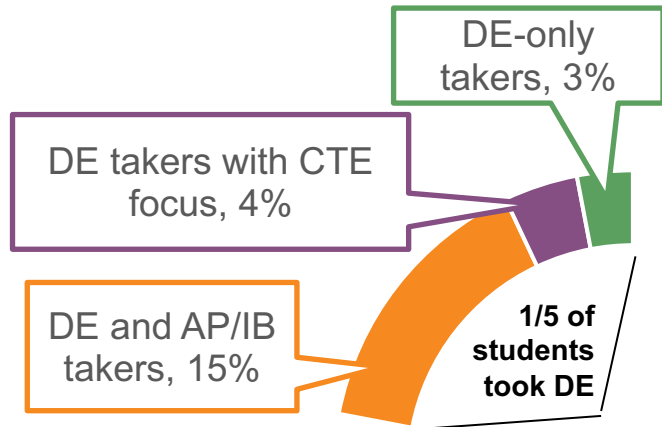 DE-only
takers, 3%
DE takers with CTE
focus, 4%
DE and AP/IB
takers, 15%
1/5 of
students
took DE